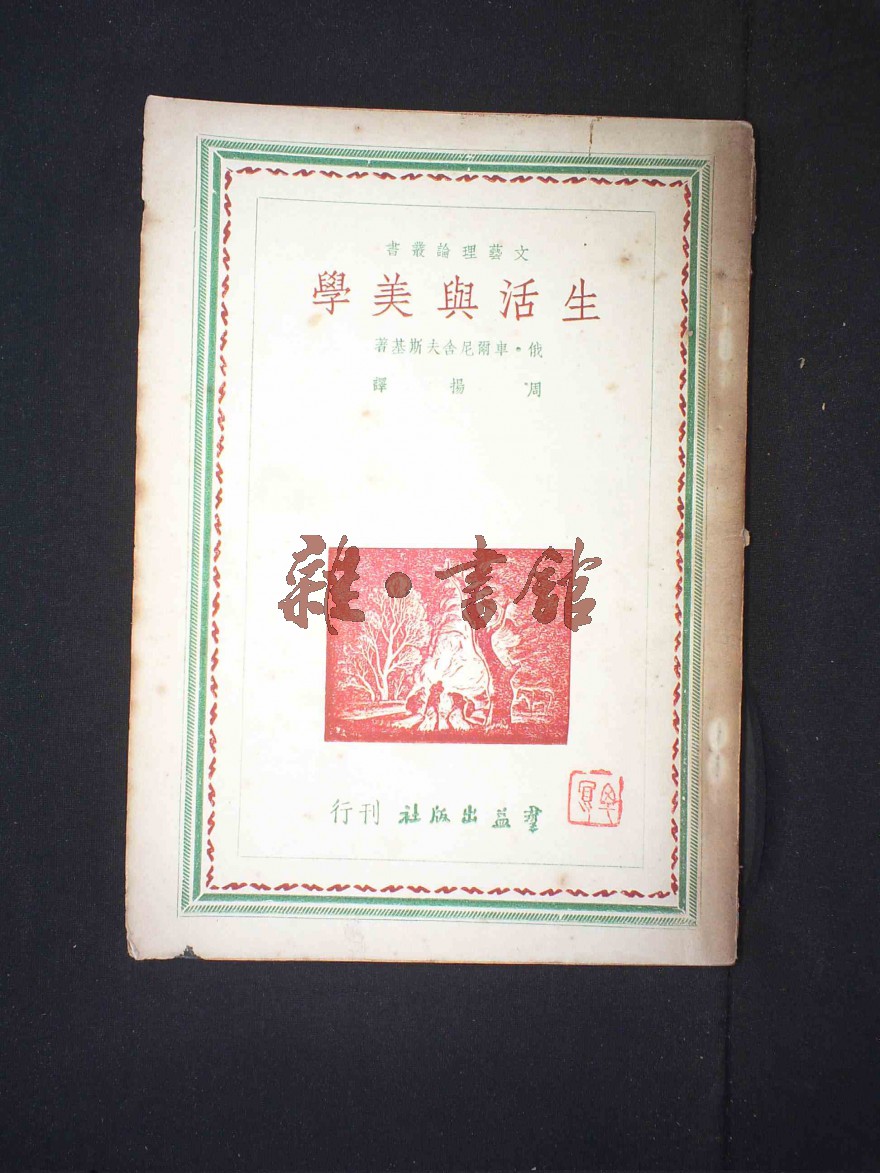 文藝理論叢書
生活與美學
俄·車爾尼舍夫斯基著
周揚譯
雜·書館
羣益出版社刊行